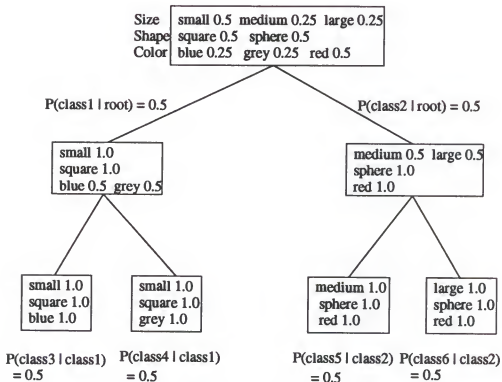 Size small 0.5 medium 0.25 large 0.25
Shape square 0.5 sphere 0.5
Color blue 0.25 grey 0.25 red 0.5
P(class1 | root) = 0.5
P(class2 | root) = 0.5
small 1.0
square 1.0
blue 0.5 grey 0.5
medium 0.5 large 0.5
sphere 1.0
red 1.0
small 1.0
square 1.0
blue 1.0
small 1.0
square 1.0
grey 1.0
medium 1.0
sphere 1.0
red 1.0
large 1.0
sphere 1.0
red 1.0
P(class3 | class1)
= 0.5
P(class4 | class1)
= 0.5
P(class5 | class2)
= 0.5
P(class6 | class2)
= 0.5